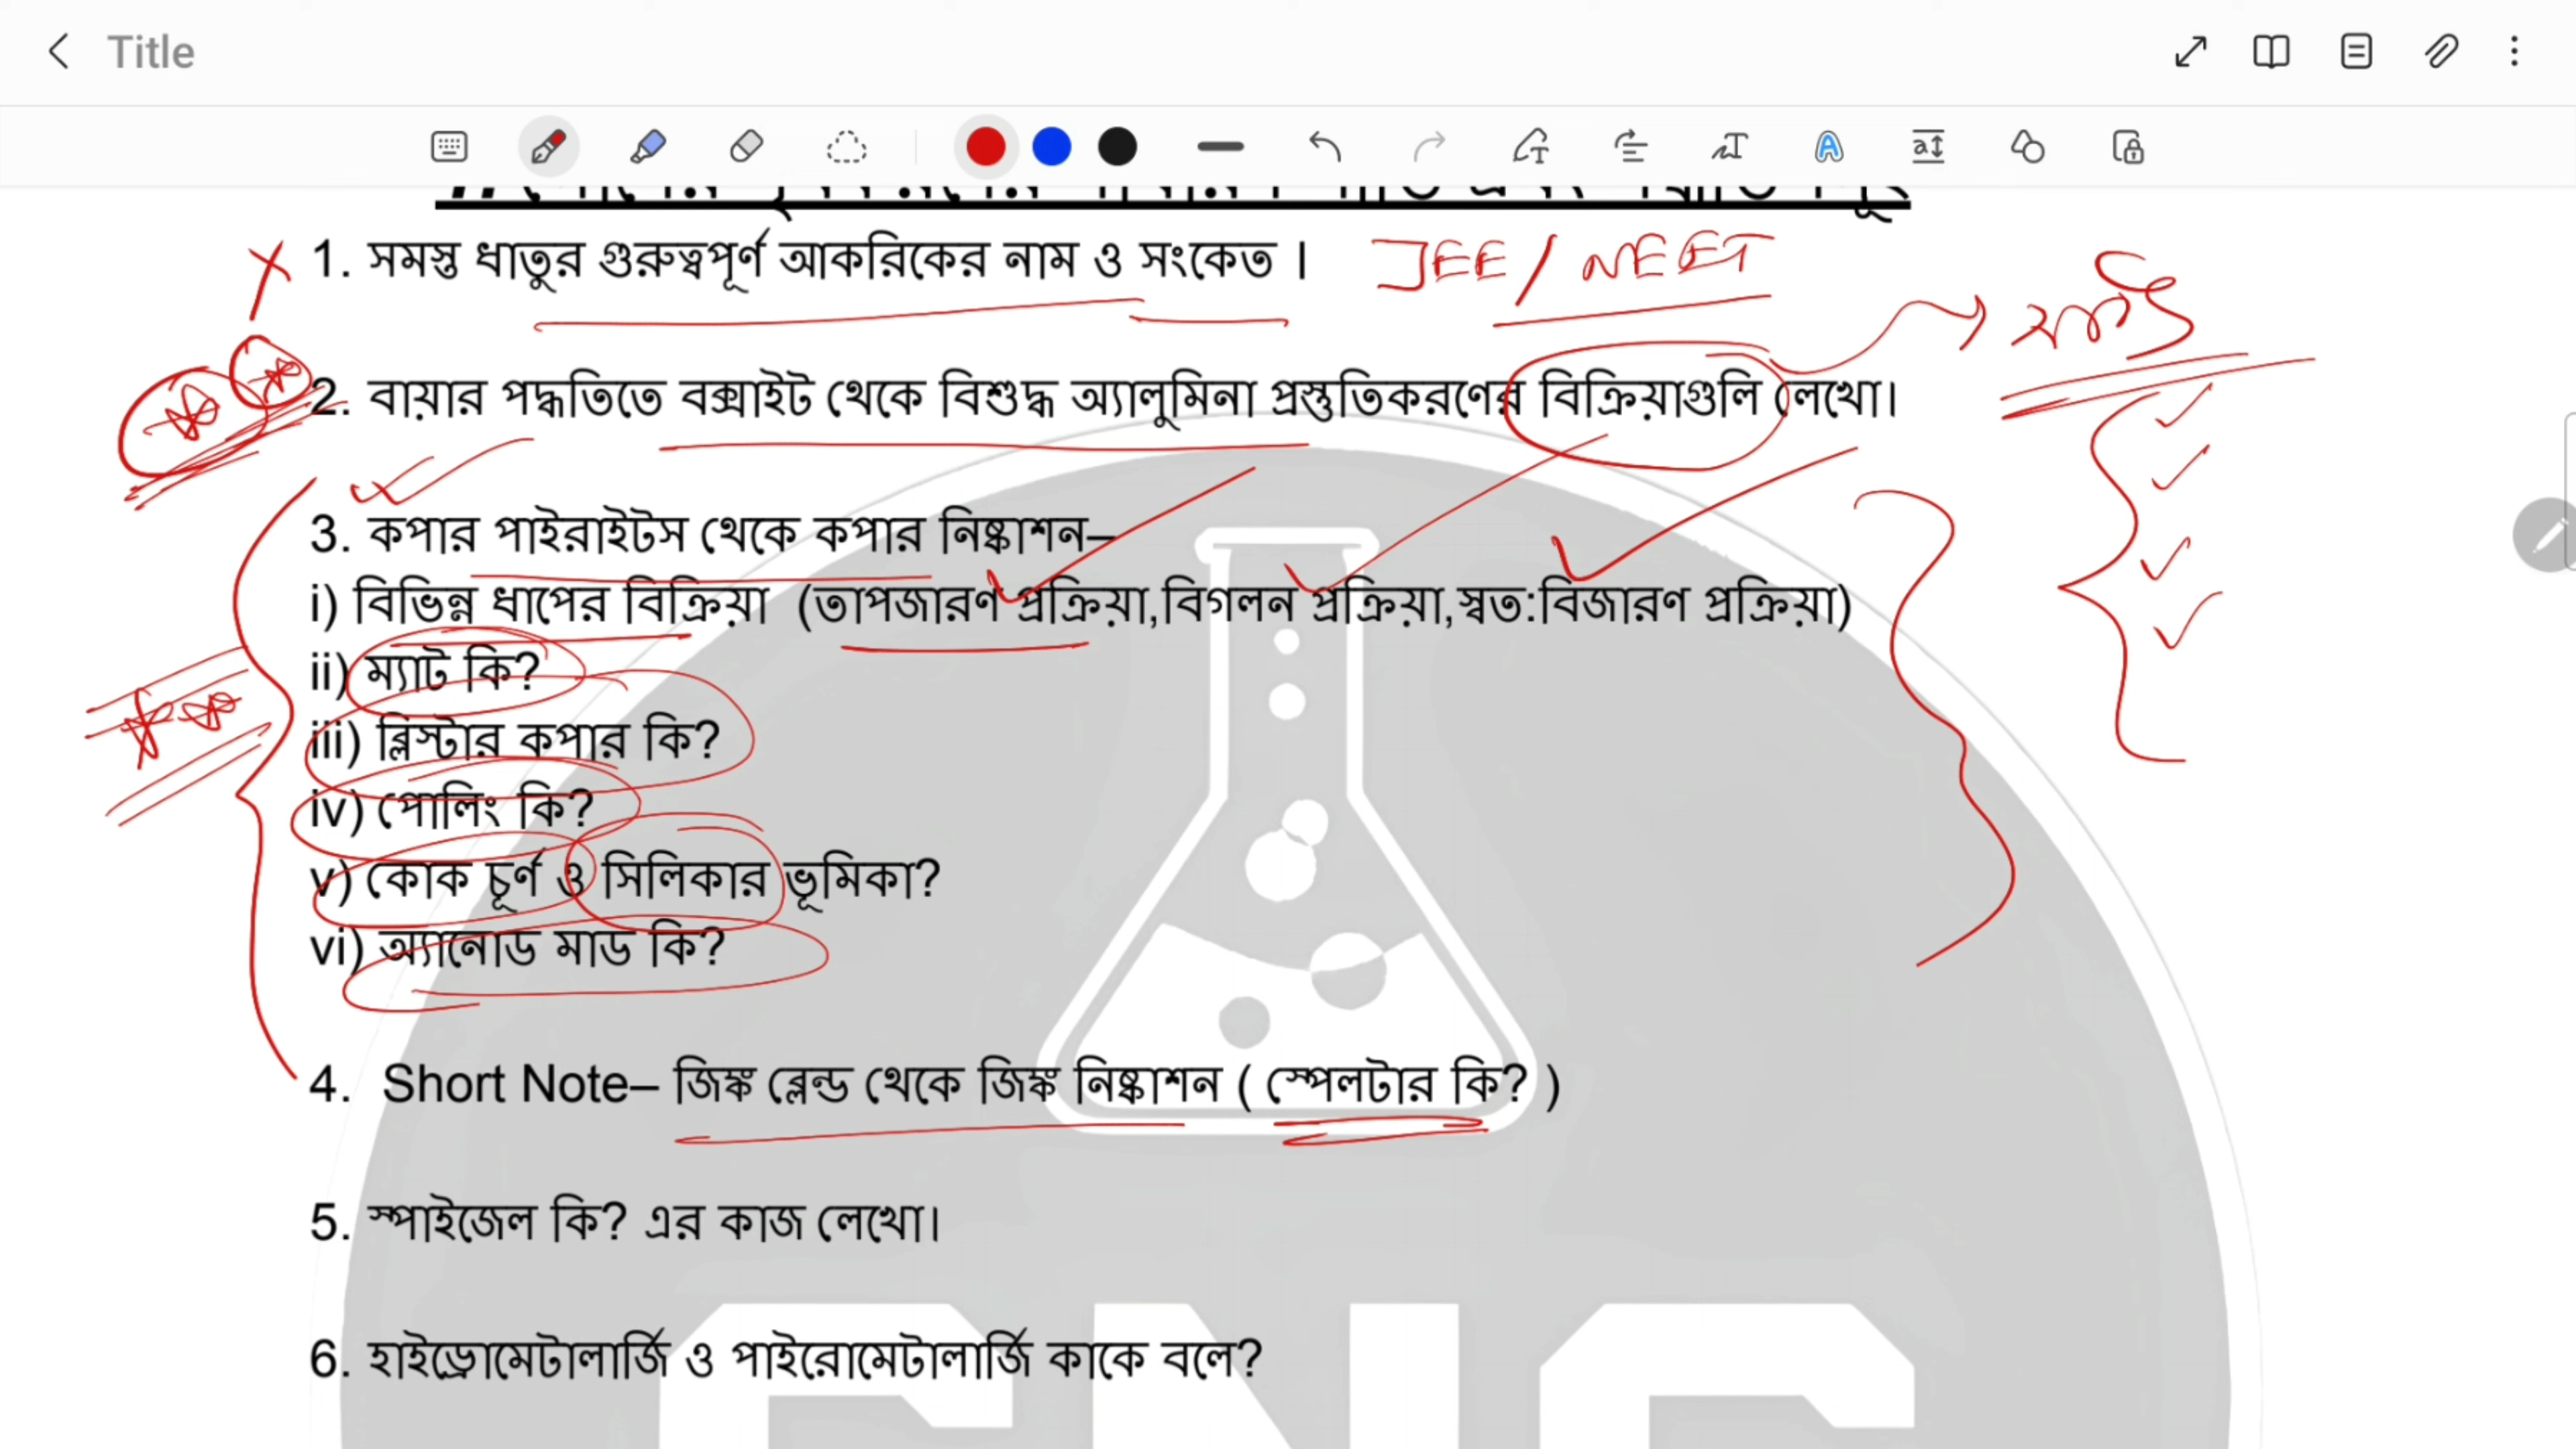 Title
1. সমস্ত ধাতুর গুরুত্বপূর্ণ আকরিকের নাম ও সংকেত । JEE / NEET
2. বায়ার পদ্ধতিতে বক্সাইট থেকে বিশুদ্ধ অ্যালুমিনা প্রস্তুতিকরণের বিক্রিয়াগুলি লেখো।
3. কপার পাইরাইটস থেকে কপার নিষ্কাশন–
i) বিভিন্ন ধাপের বিক্রিয়া (তাপজারণ প্রক্রিয়া,বিগলন প্রক্রিয়া,স্বত:বিজারণ প্রক্রিয়া)
ii) ম্যাট কি?
iii) ব্লিস্টার কপার কি?
iv) পোলিং কি?
v) কোক চূর্ণ ও সিলিকার ভূমিকা?
vi) অ্যানোড মাড কি?
4. Short Note– জিঙ্ক ব্লেন্ড থেকে জিঙ্ক নিষ্কাশন ( স্পেলটার কি? )
5. স্পাইজেল কি? এর কাজ লেখো।
6. হাইড্রোমেটালার্জি ও পাইরোমেটালার্জি কাকে বলে?